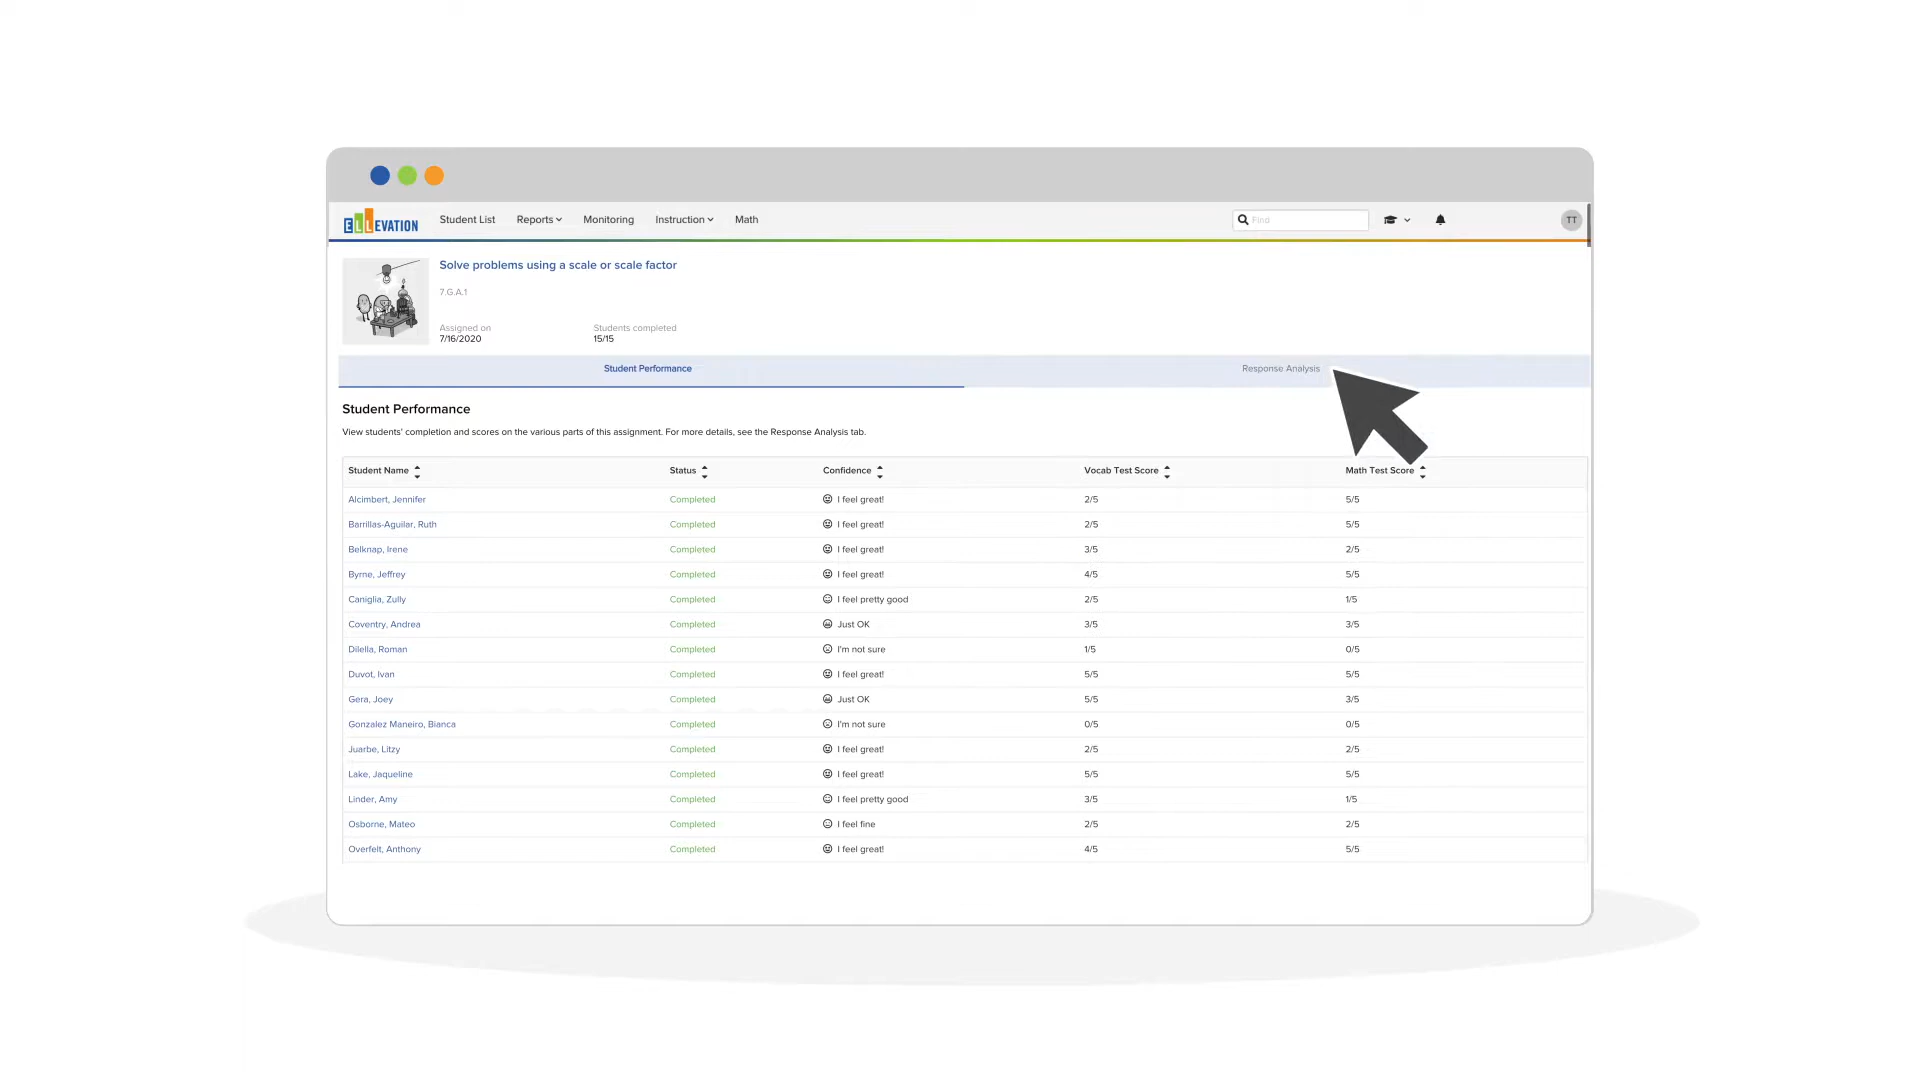 ELLEVATION Student List Reports Monitoring Instruction Math Find TT
Solve problems using a scale or scale factor
7.G.A.1
Assigned on Students completed
7/16/2020 15/15
Student Performance Response Analysis
Student Performance
View students' completion and scores on the various parts of this assignment. For more details, see the Response Analysis tab.
Student Name Status Confidence Vocab Test Score Math Test Score
Alcimbert, Jennifer Completed I feel great! 2/5 5/5
Barrillas-Aguilar, Ruth Completed I feel great! 2/5 5/5
Belknap, Irene Completed I feel great! 3/5 2/5
Byrne, Jeffrey Completed I feel great! 4/5 5/5
Caniglia, Zully Completed I feel pretty good 2/5 1/5
Coventry, Andrea Completed Just OK 3/5 3/5
Dilella, Roman Completed I'm not sure 1/5 0/5
Duvot, Ivan Completed I feel great! 5/5 5/5
Gera, Joey Completed Just OK 5/5 3/5
Gonzalez Maneiro, Bianca Completed I'm not sure 0/5 0/5
Juarbe, Litzy Completed I feel great! 2/5 2/5
Lake, Jaqueline Completed I feel great! 5/5 5/5
Linder, Amy Completed I feel pretty good 3/5 1/5
Osborne, Mateo Completed I feel fine 2/5 2/5
Overfelt, Anthony Completed I feel great! 4/5 5/5